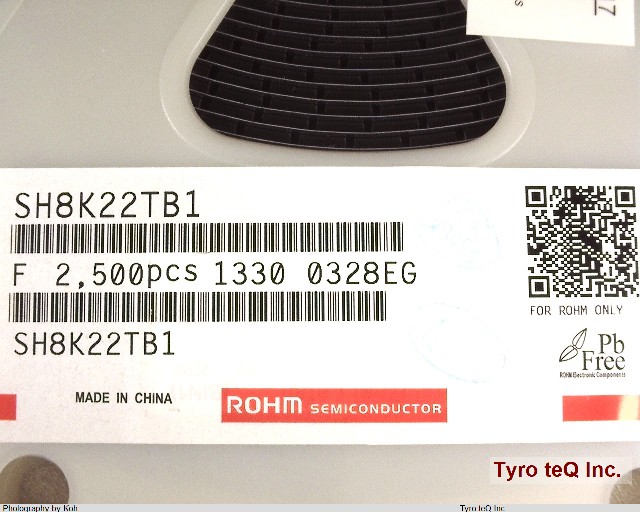 7
s
SH8K22TB1
F 2,500pcs 1330 0328EG
SH8K22TB1
FOR ROHM ONLY
Pb
Free
ROHM Electronic Components
MADE IN CHINA
ROHM SEMICONDUCTOR
Tyro teQ Inc.
Photography by Koh
Tyro teQ Inc